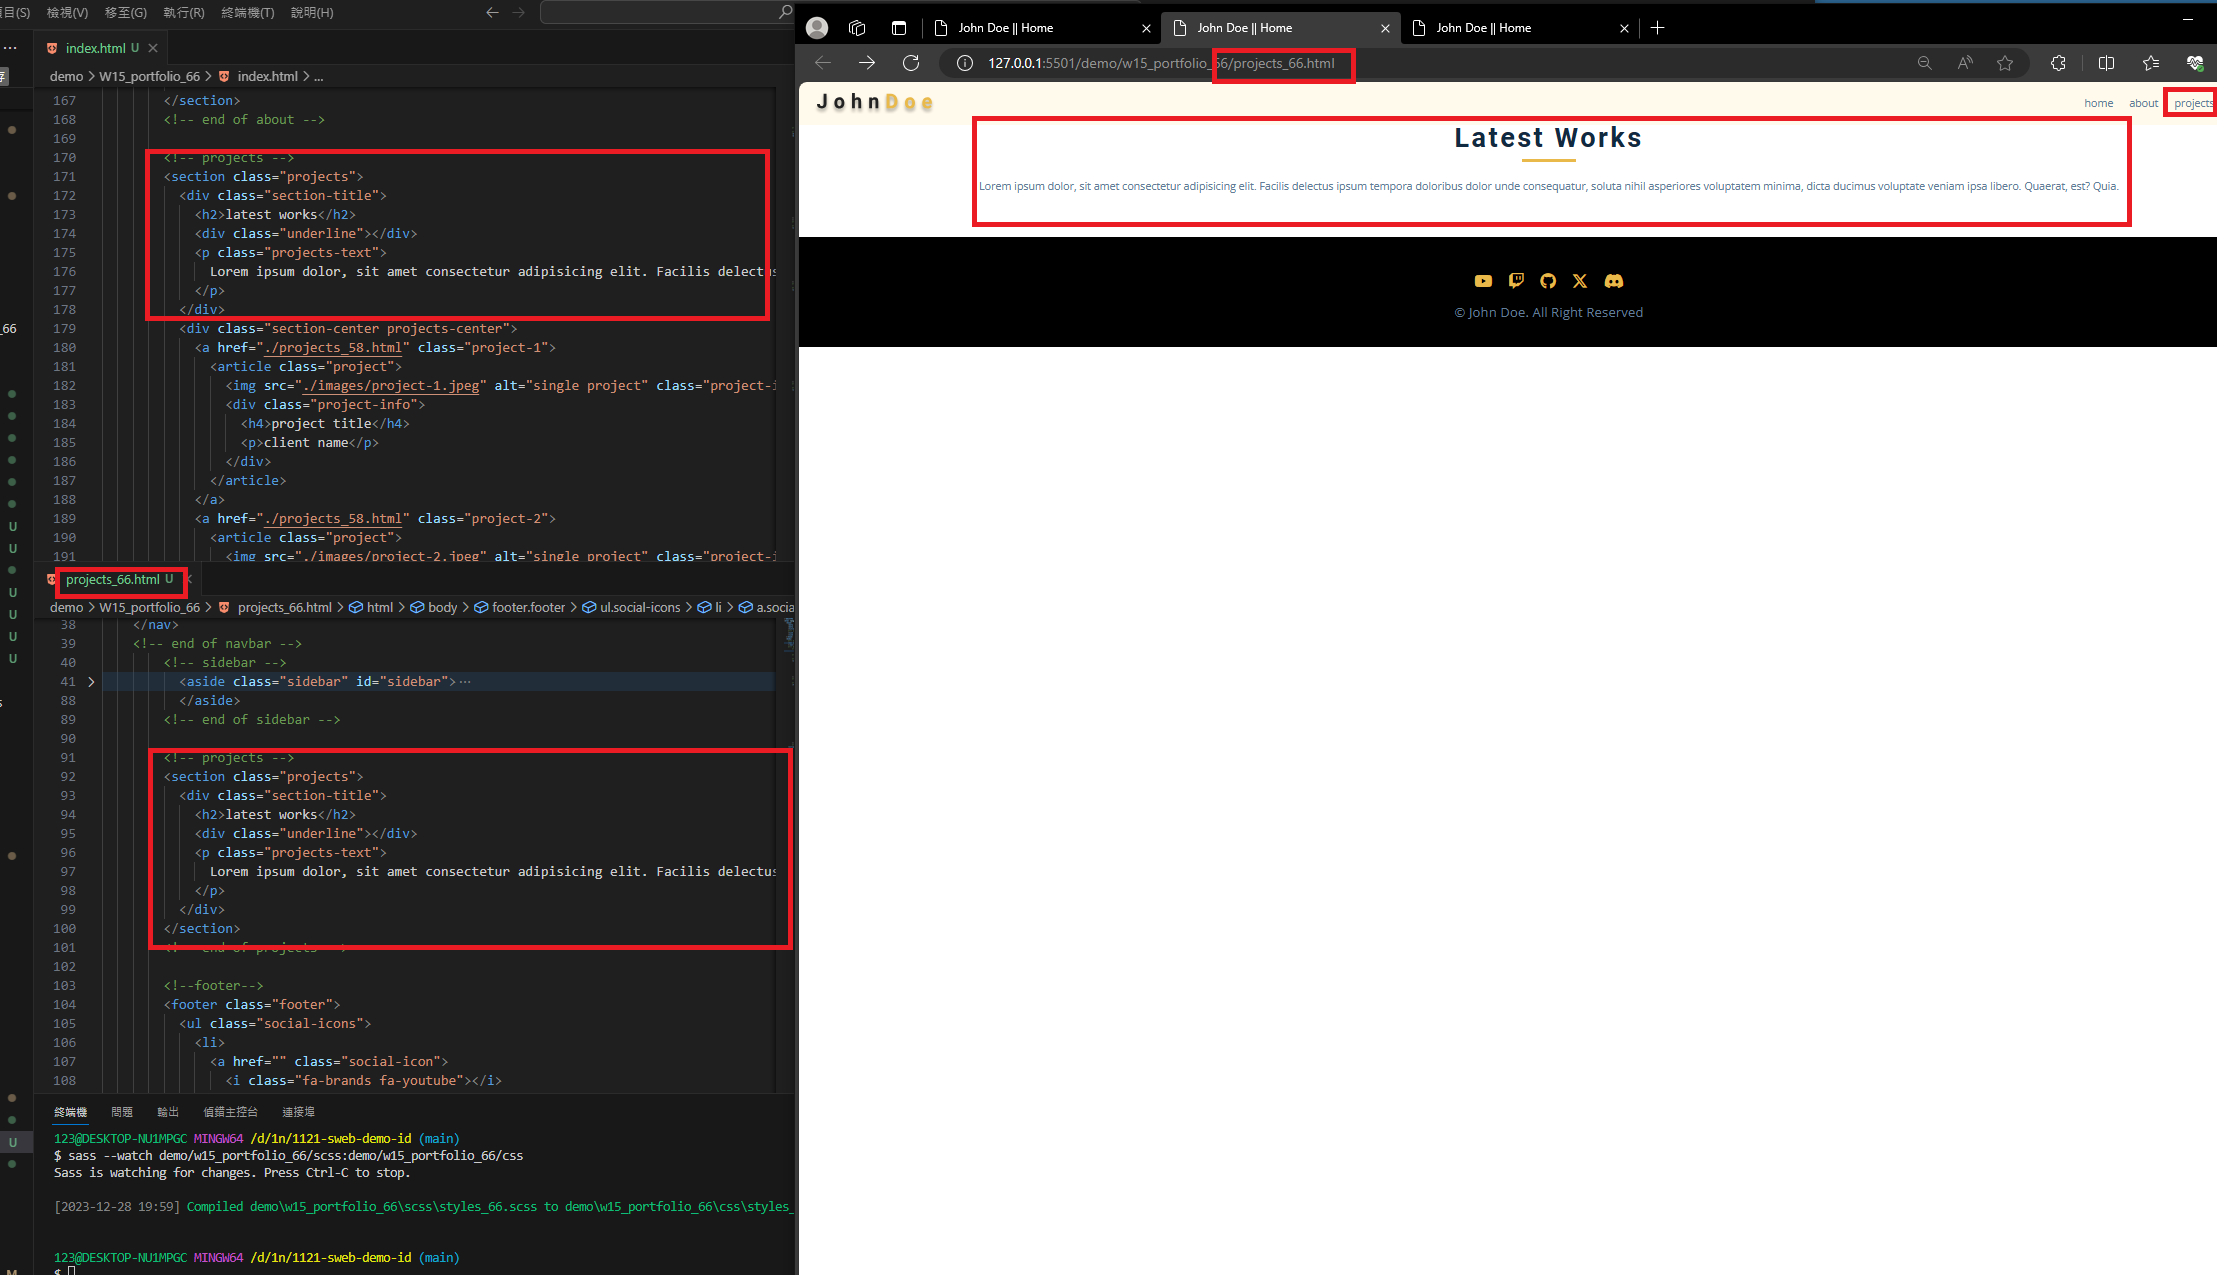 項目(S) 檢視(V) 移至(G) 執行(R) 終端機(T) 說明(H)
index.html U
demo > W15_portfolio_66 > index.html > ...
167 </section>
168 <!-- end of about -->
169
170 <!-- projects -->
171 <section class="projects">
172 <div class="section-title">
173 <h2>latest works</h2>
174 <div class="underline"></div>
175 <p class="projects-text">
176 Lorem ipsum dolor, sit amet consectetur adipisicing elit. Facilis delectus
177 </p>
178 </div>
179 <div class="section-center projects-center">
180 <a href="./projects_58.html" class="project-1">
181 <article class="project">
182 <img src="./images/project-1.jpeg" alt="single project" class="project-i
183 <div class="project-info">
184 <h4>project title</h4>
185 <p>client name</p>
186 </div>
187 </article>
188 </a>
189 <a href="./projects_58.html" class="project-2">
190 <article class="project">
191 <img src="./images/project-2.jpeg" alt="single project" class="project-i
_66
projects_66.html U
demo > W15_portfolio_66 > projects_66.html > html > body > footer.footer > ul.social-icons > li > a.socia
38 </nav>
39 <!-- end of navbar -->
40 <!-- sidebar -->
41 <aside class="sidebar" id="sidebar">...
88 </aside>
89 <!-- end of sidebar -->
90
91 <!-- projects -->
92 <section class="projects">
93 <div class="section-title">
94 <h2>latest works</h2>
95 <div class="underline"></div>
96 <p class="projects-text">
97 Lorem ipsum dolor, sit amet consectetur adipisicing elit. Facilis delectus
98 </p>
99 </div>
100 </section>
101 <!-- end of projects -->
102
103 <!--footer-->
104 <footer class="footer">
105 <ul class="social-icons">
106 <li>
107 <a href="" class="social-icon">
108 <i class="fa-brands fa-youtube"></i>
U
U
U
U
U
U
U
U
M
終端機 問題 輸出 偵錯主控台 連接埠
123@DESKTOP-NU1MPGC MINGW64 /d/1n/1121-sweb-demo-id (main)
$ sass --watch demo/w15_portfolio_66/scss:demo/w15_portfolio_66/css
Sass is watching for changes. Press Ctrl-C to stop.
[2023-12-28 19:59] Compiled demo\w15_portfolio_66\scss\styles_66.scss to demo\w15_portfolio_66\css\styles_
123@DESKTOP-NU1MPGC MINGW64 /d/1n/1121-sweb-demo-id (main)
$
John Doe || Home
John Doe || Home
John Doe || Home
127.0.0.1:5501/demo/w15_portfolio_66/projects_66.html
JohnDoe
home about projects
Latest Works
Lorem ipsum dolor, sit amet consectetur adipisicing elit. Facilis delectus ipsum tempora doloribus dolor unde consequatur, soluta nihil asperiores voluptatem minima, dicta ducimus voluptate veniam ipsa libero. Quaerat, est? Quia.
© John Doe. All Right Reserved